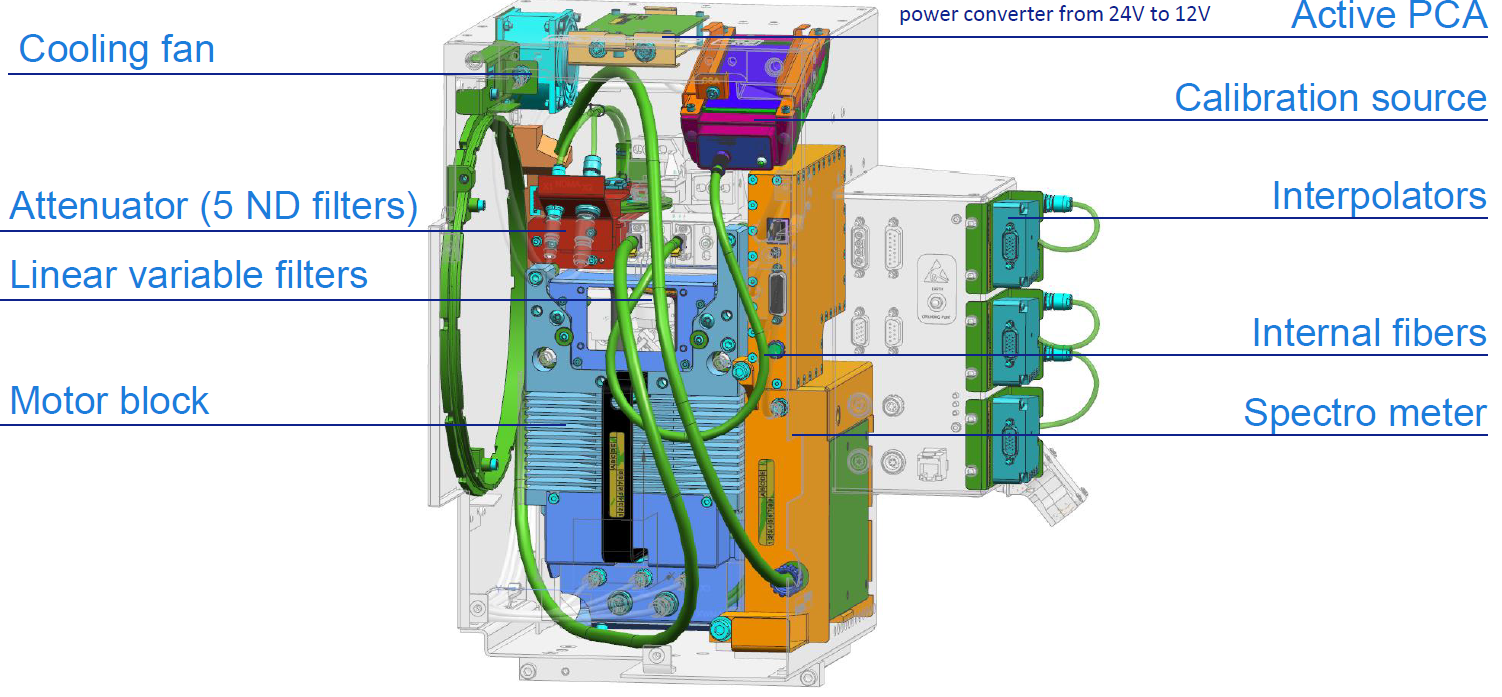 power converter from 24V to 12V
Active PCA
Cooling fan
Calibration source
Attenuator (5 ND filters)
Interpolators
Linear variable filters
Internal fibers
Motor block
Spectro meter